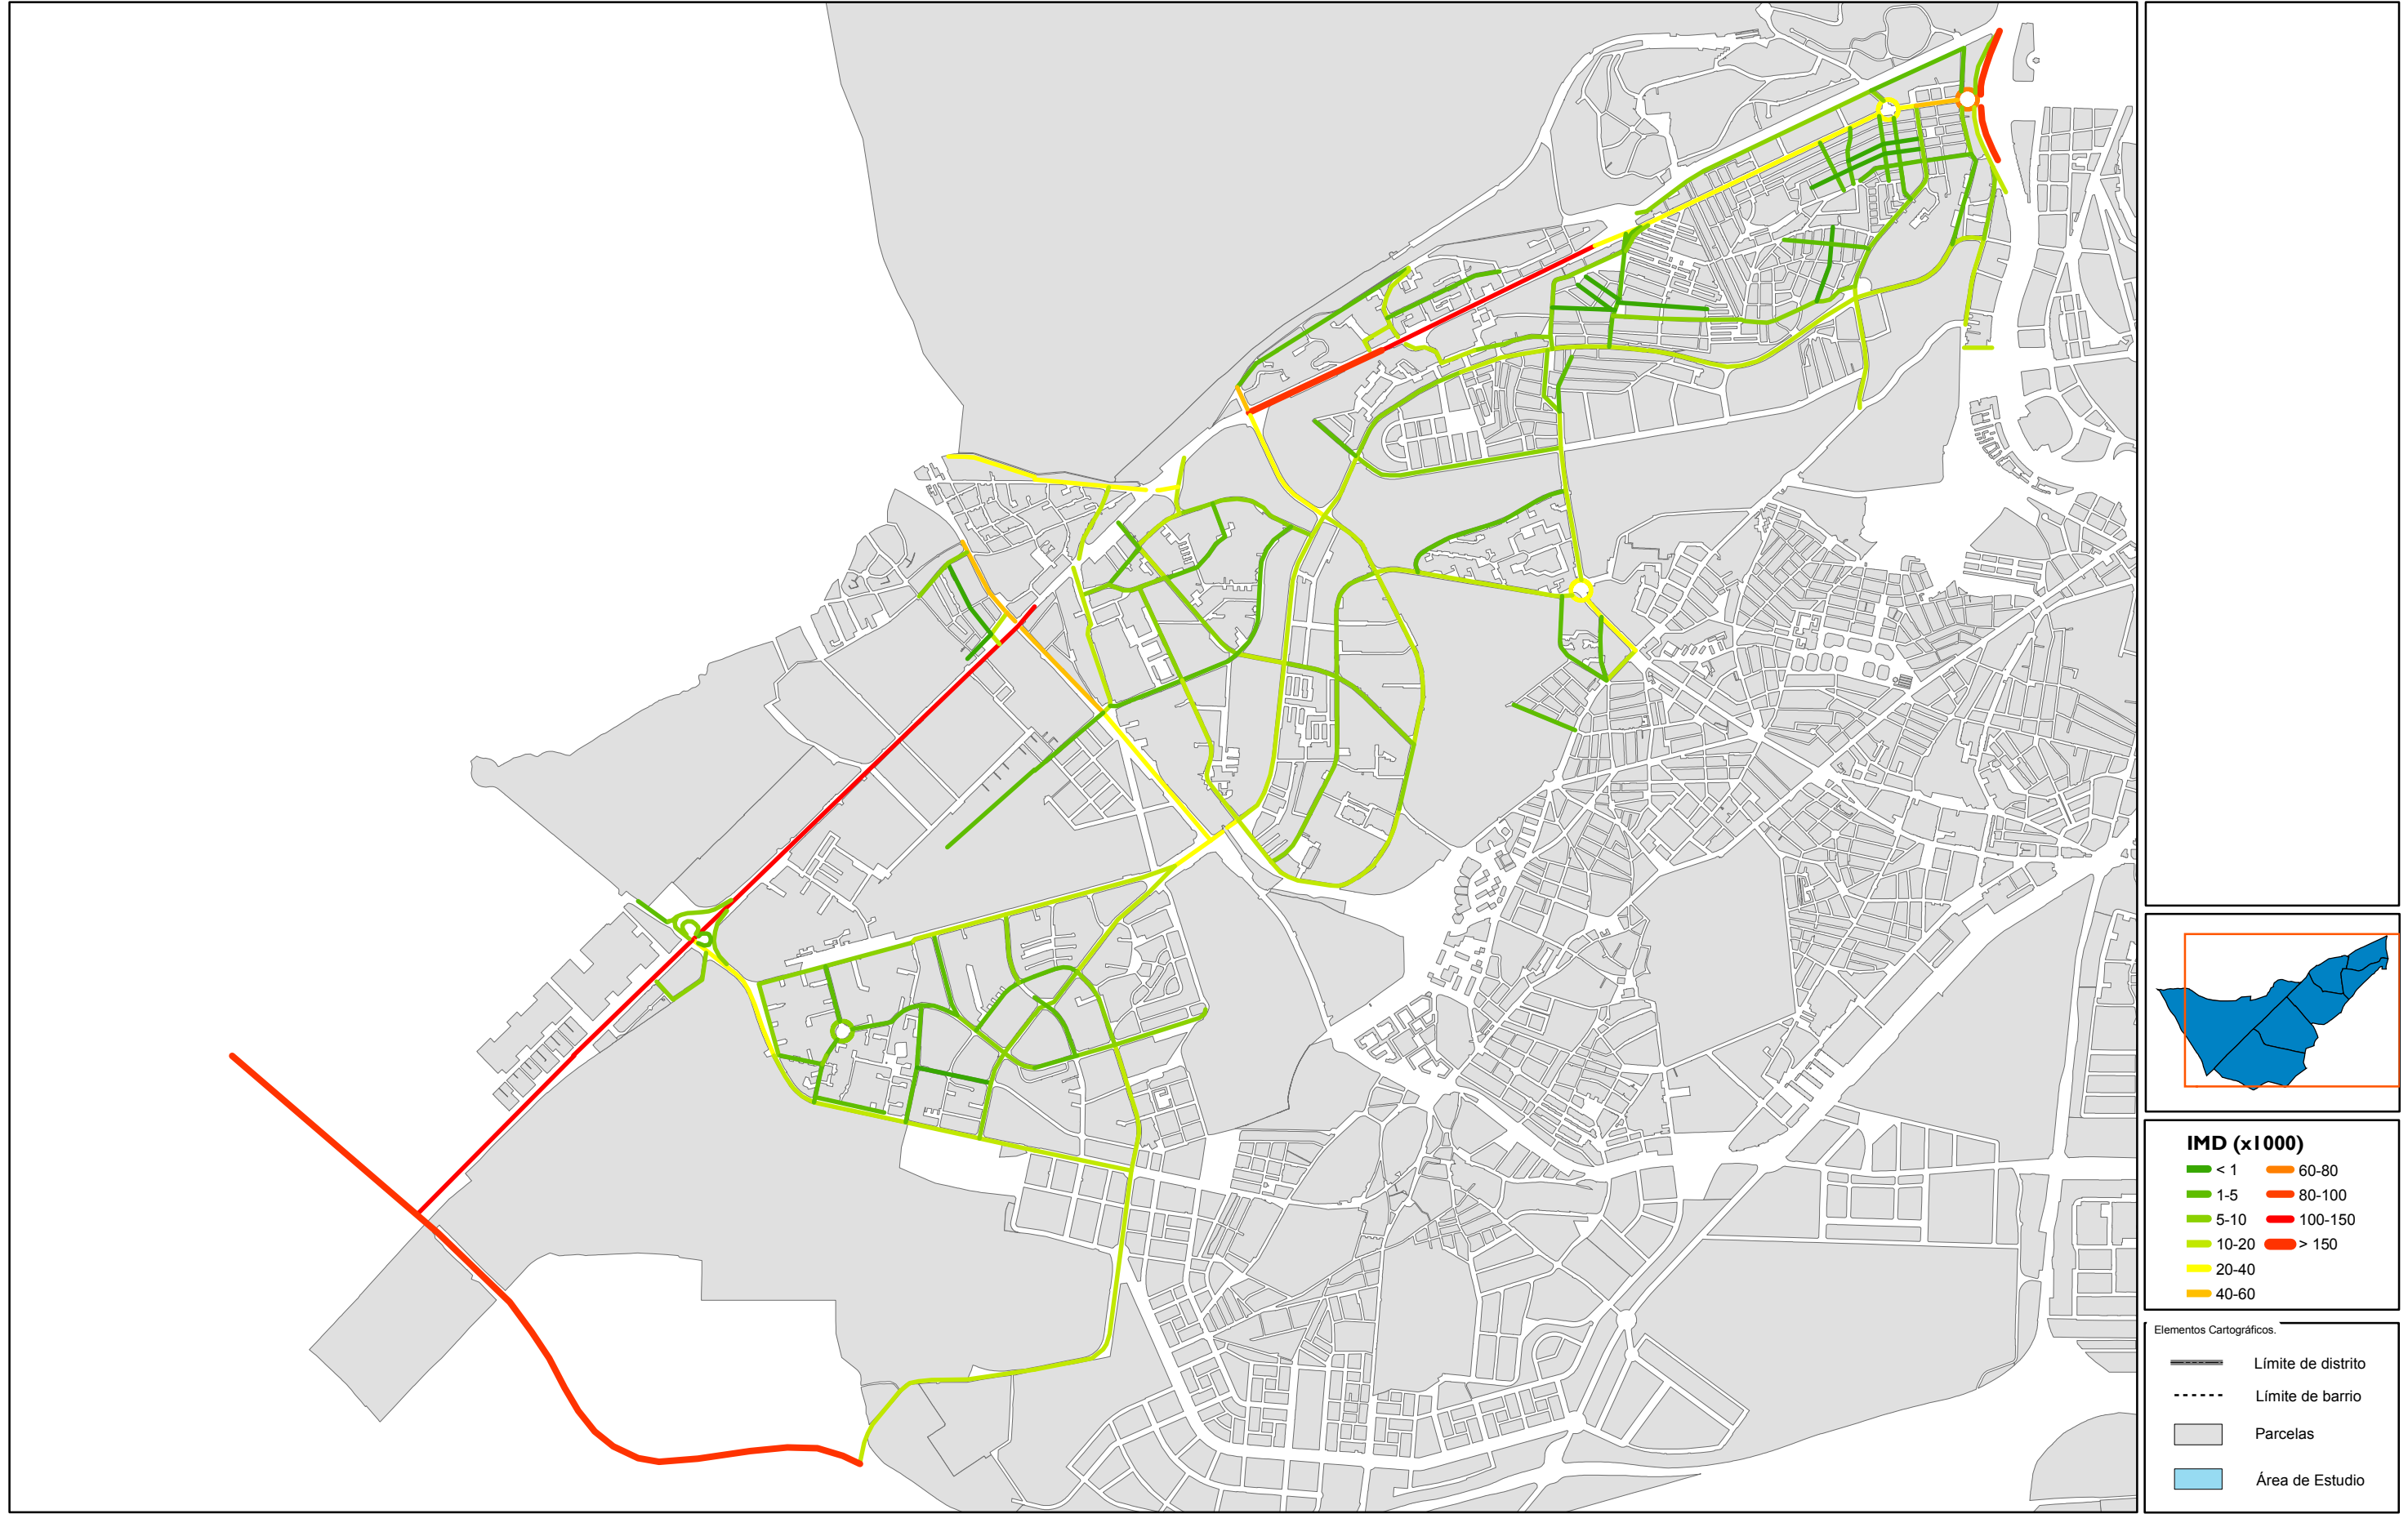 IMD (x1000)
< 1 60-80
1-5 80-100
5-10 100-150
10-20 > 150
20-40
40-60
Elementos Cartográficos.
Límite de distrito
Límite de barrio
Parcelas
Área de Estudio